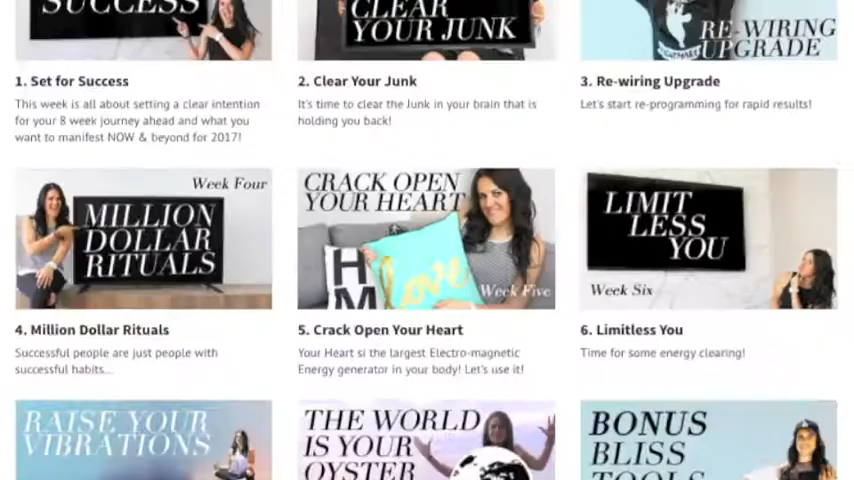 SUCCESS
CLEAR
YOUR JUNK
RE-WIRING
UPGRADE
1. Set for Success
2. Clear Your Junk
3. Re-wiring Upgrade
This week is all about setting a clear intention
for your 8 week journey ahead and what you
want to manifest NOW & beyond for 2017!
It's time to clear the Junk in your brain that is
holding you back!
Let's start re-programming for rapid results!
Week Four
MILLION
DOLLAR
RITUALS
CRACK OPEN
YOUR HEART
H
M
love
Week Five
LIMIT
LESS
YOU
Week Six
4. Million Dollar Rituals
5. Crack Open Your Heart
6. Limitless You
Successful people are just people with
successful habits...
Your Heart si the largest Electro-magnetic
Energy generator in your body! Let's use it!
Time for some energy clearing!
RAISE YOUR
VIBRATIONS
THE WORLD
IS YOUR
OYSTER
BONUS
BLISS
TOOLS